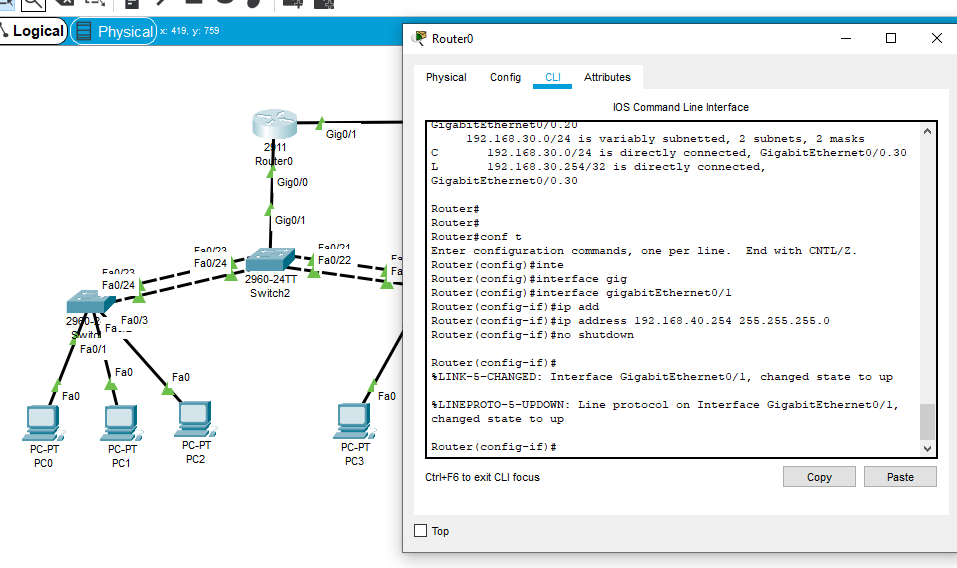 Logical
Physical
x: 419, y: 759
Gig0/1
2911
Router0
Gig0/0
Gig0/1
Fa0/23
Fa0/24
Fa0/21
Fa0/22
2960-24TT
Switch2
Fa0/23
Fa0/24
Fa
Fa0/3
Fa0/1
Fa0
Fa0
Fa0
Fa0
PC-PT
PC0
PC-PT
PC1
PC-PT
PC2
PC-PT
PC3
Router0
Physical
Config
CLI
Attributes
IOS Command Line Interface
GigabitEthernet0/0.20
192.168.30.0/24 is variably subnetted, 2 subnets, 2 masks
C 192.168.30.0/24 is directly connected, GigabitEthernet0/0.30
L 192.168.30.254/32 is directly connected,
GigabitEthernet0/0.30
Router#
Router#
Router#conf t
Enter configuration commands, one per line. End with CNTL/Z.
Router(config)#inte
Router(config)#interface gig
Router(config)#interface gigabitEthernet0/1
Router(config-if)#ip add
Router(config-if)#ip address 192.168.40.254 255.255.255.0
Router(config-if)#no shutdown
Router(config-if)#
%LINK-5-CHANGED: Interface GigabitEthernet0/1, changed state to up
%LINEPROTO-5-UPDOWN: Line protocol on Interface GigabitEthernet0/1,
changed state to up
Router(config-if)#
Ctrl+F6 to exit CLI focus
Copy
Paste
Top